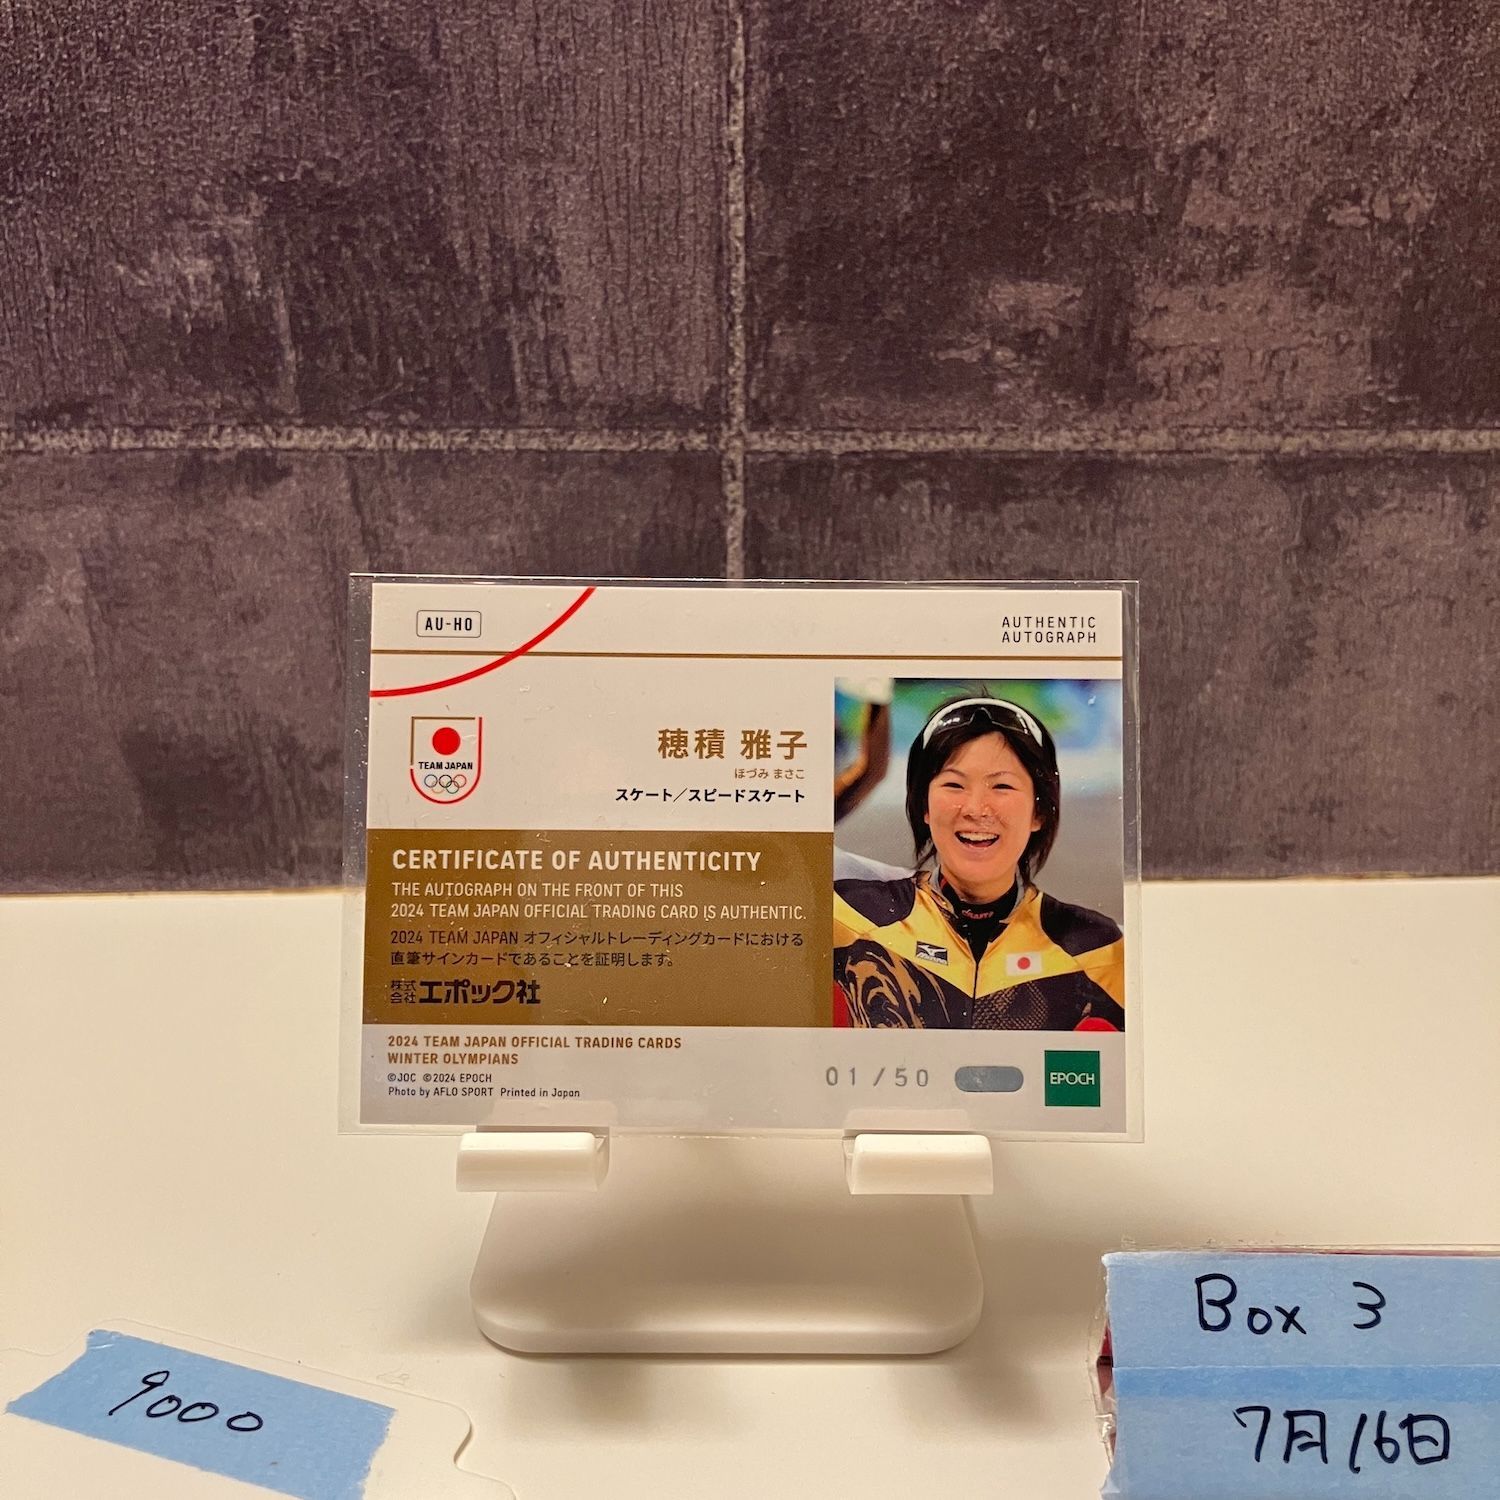 AU-HO
AUTHENTIC
AUTOGRAPH
TEAM JAPAN
穂積 雅子
ほづみ まさこ
スケート／スピードスケート
CERTIFICATE OF AUTHENTICITY
THE AUTOGRAPH ON THE FRONT OF THIS
2024 TEAM JAPAN OFFICIAL TRADING CARD IS AUTHENTIC.
2024 TEAM JAPAN オフィシャルトレーディングカードにおける
直筆サインカードであることを証明します。
株式会社エポック社
MIZUNO
2024 TEAM JAPAN OFFICIAL TRADING CARDS
WINTER OLYMPIANS
©JOC ©2024 EPOCH
Photo by AFLO SPORT Printed in Japan
01/50
EPOCH
Box 3
7月16日
9000